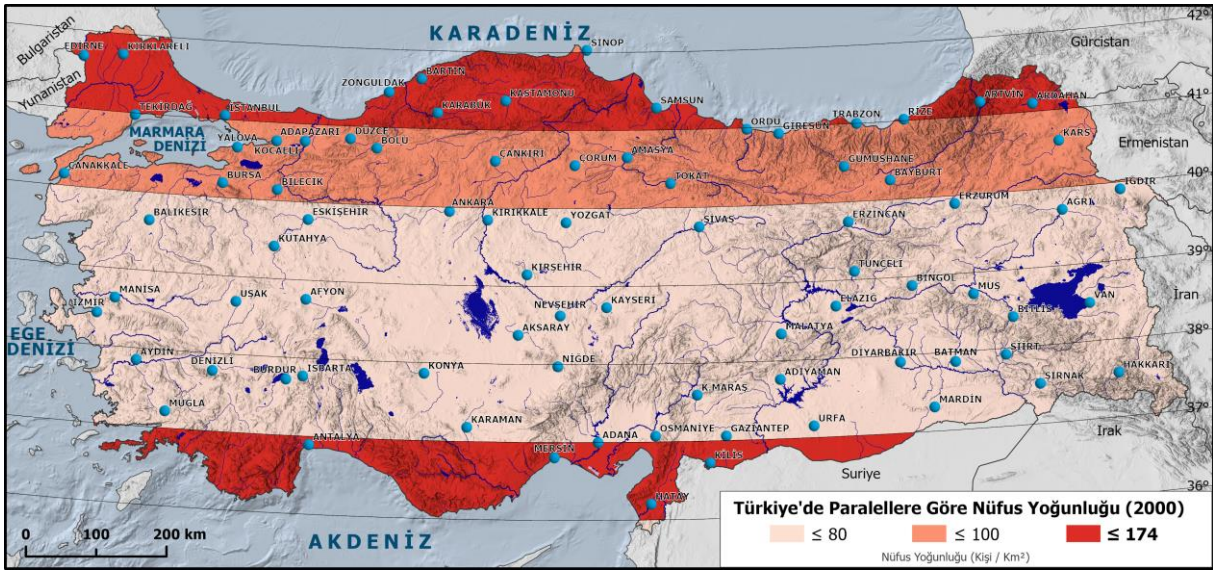 Bulgaristan
KARADENİZ
42°
SİNOP
Gürcistan
EDİRNE
KIRKLARELİ
Yunanistan
ZONGULDAK
BARTIN
KASTAMONU
KARABÜK
SAMSUN
ARTVİN
ARDAHAN
41°
TEKİRDAĞ
İSTANBUL
ORDU
GİRESUN
TRABZON
RİZE
MARMARA
DENİZİ
YALOVA
KOCAELİ
ADAPAZARI
DÜZCE
BOLU
ÇANKIRI
ÇORUM
AMASYA
KARS
Ermenistan
ÇANAKKALE
BURSA
BİLECİK
TOKAT
GÜMÜŞHANE
BAYBURT
40°
IĞDIR
BALIKESİR
ESKİŞEHİR
ANKARA
KIRIKKALE
YOZGAT
SİVAS
ERZİNCAN
ERZURUM
AĞRI
KÜTAHYA
39°
KIRŞEHİR
TUNCELİ
BİNGÖL
MUŞ
İran
MANİSA
İZMİR
UŞAK
AFYON
NEVŞEHİR
KAYSERİ
ELAZIĞ
VAN
BİTLİS
EGE
DENİZİ
AKSARAY
MALATYA
38°
AYDIN
DENİZLİ
BURDUR
ISPARTA
KONYA
NİĞDE
DİYARBAKIR
BATMAN
SİİRT
ADIYAMAN
K.MARAŞ
ŞIRNAK
HAKKARİ
MUĞLA
KARAMAN
MARDİN
37°
ANTALYA
MERSİN
ADANA
OSMANİYE
GAZİANTEP
URFA
Irak
KİLİS
Suriye
36°
HATAY
AKDENİZ
0 100 200 km
Türkiye'de Paralellere Göre Nüfus Yoğunluğu (2000)
≤ 80 ≤ 100 ≤ 174
Nüfus Yoğunluğu (Kişi / Km²)